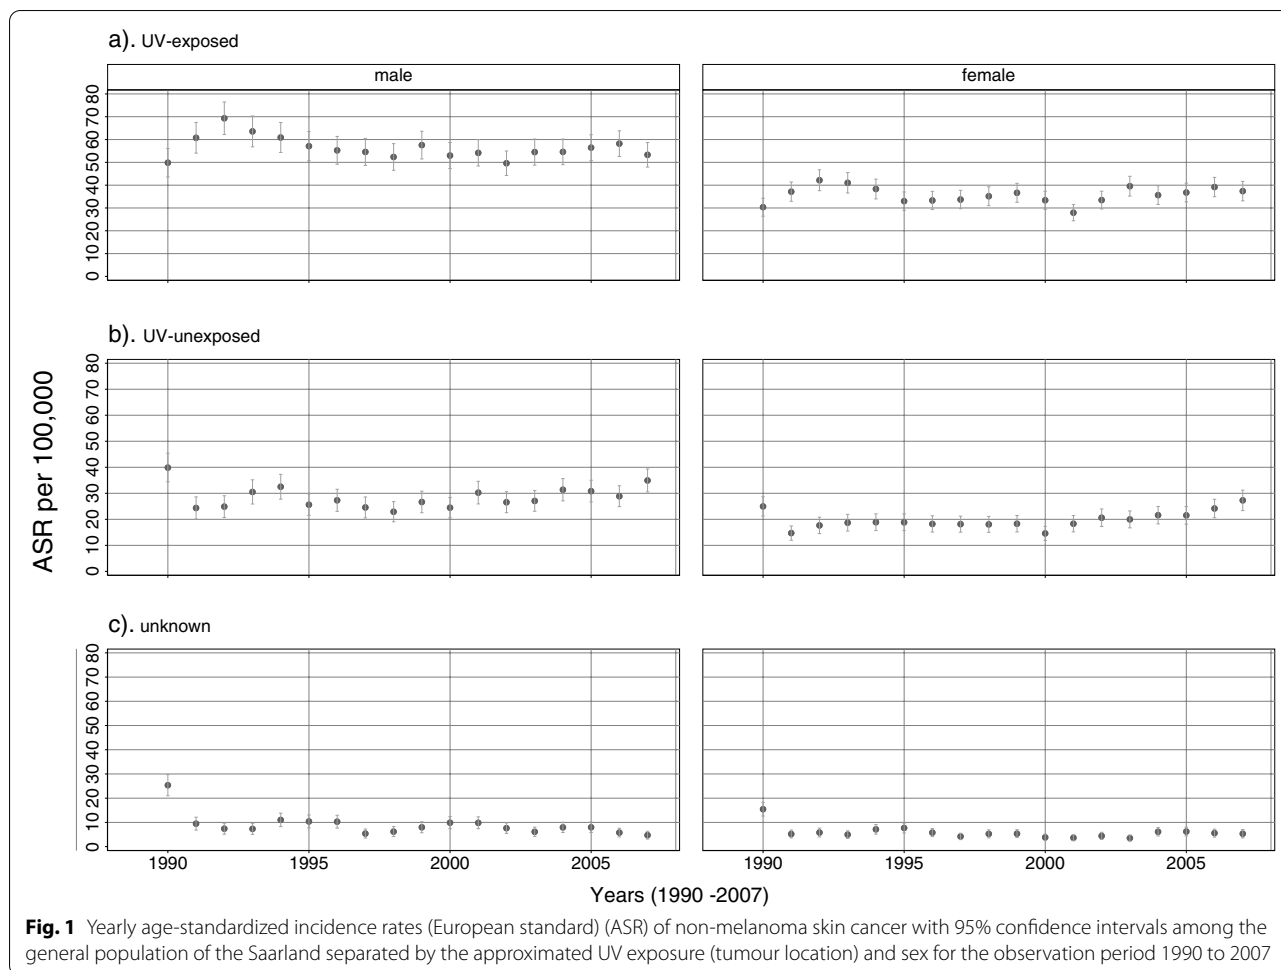 a). UV-exposed
male
female
80
70
60
50
40
30
20
10
0
b). UV-unexposed
80
70
60
50
40
30
20
10
0
ASR per 100,000
c). unknown
80
70
60
50
40
30
20
10
0
1990 1995 2000 2005 1990 1995 2000 2005
Years (1990 -2007)
Fig. 1 Yearly age-standardized incidence rates (European standard) (ASR) of non-melanoma skin cancer with 95% confidence intervals among the
general population of the Saarland separated by the approximated UV exposure (tumour location) and sex for the observation period 1990 to 2007